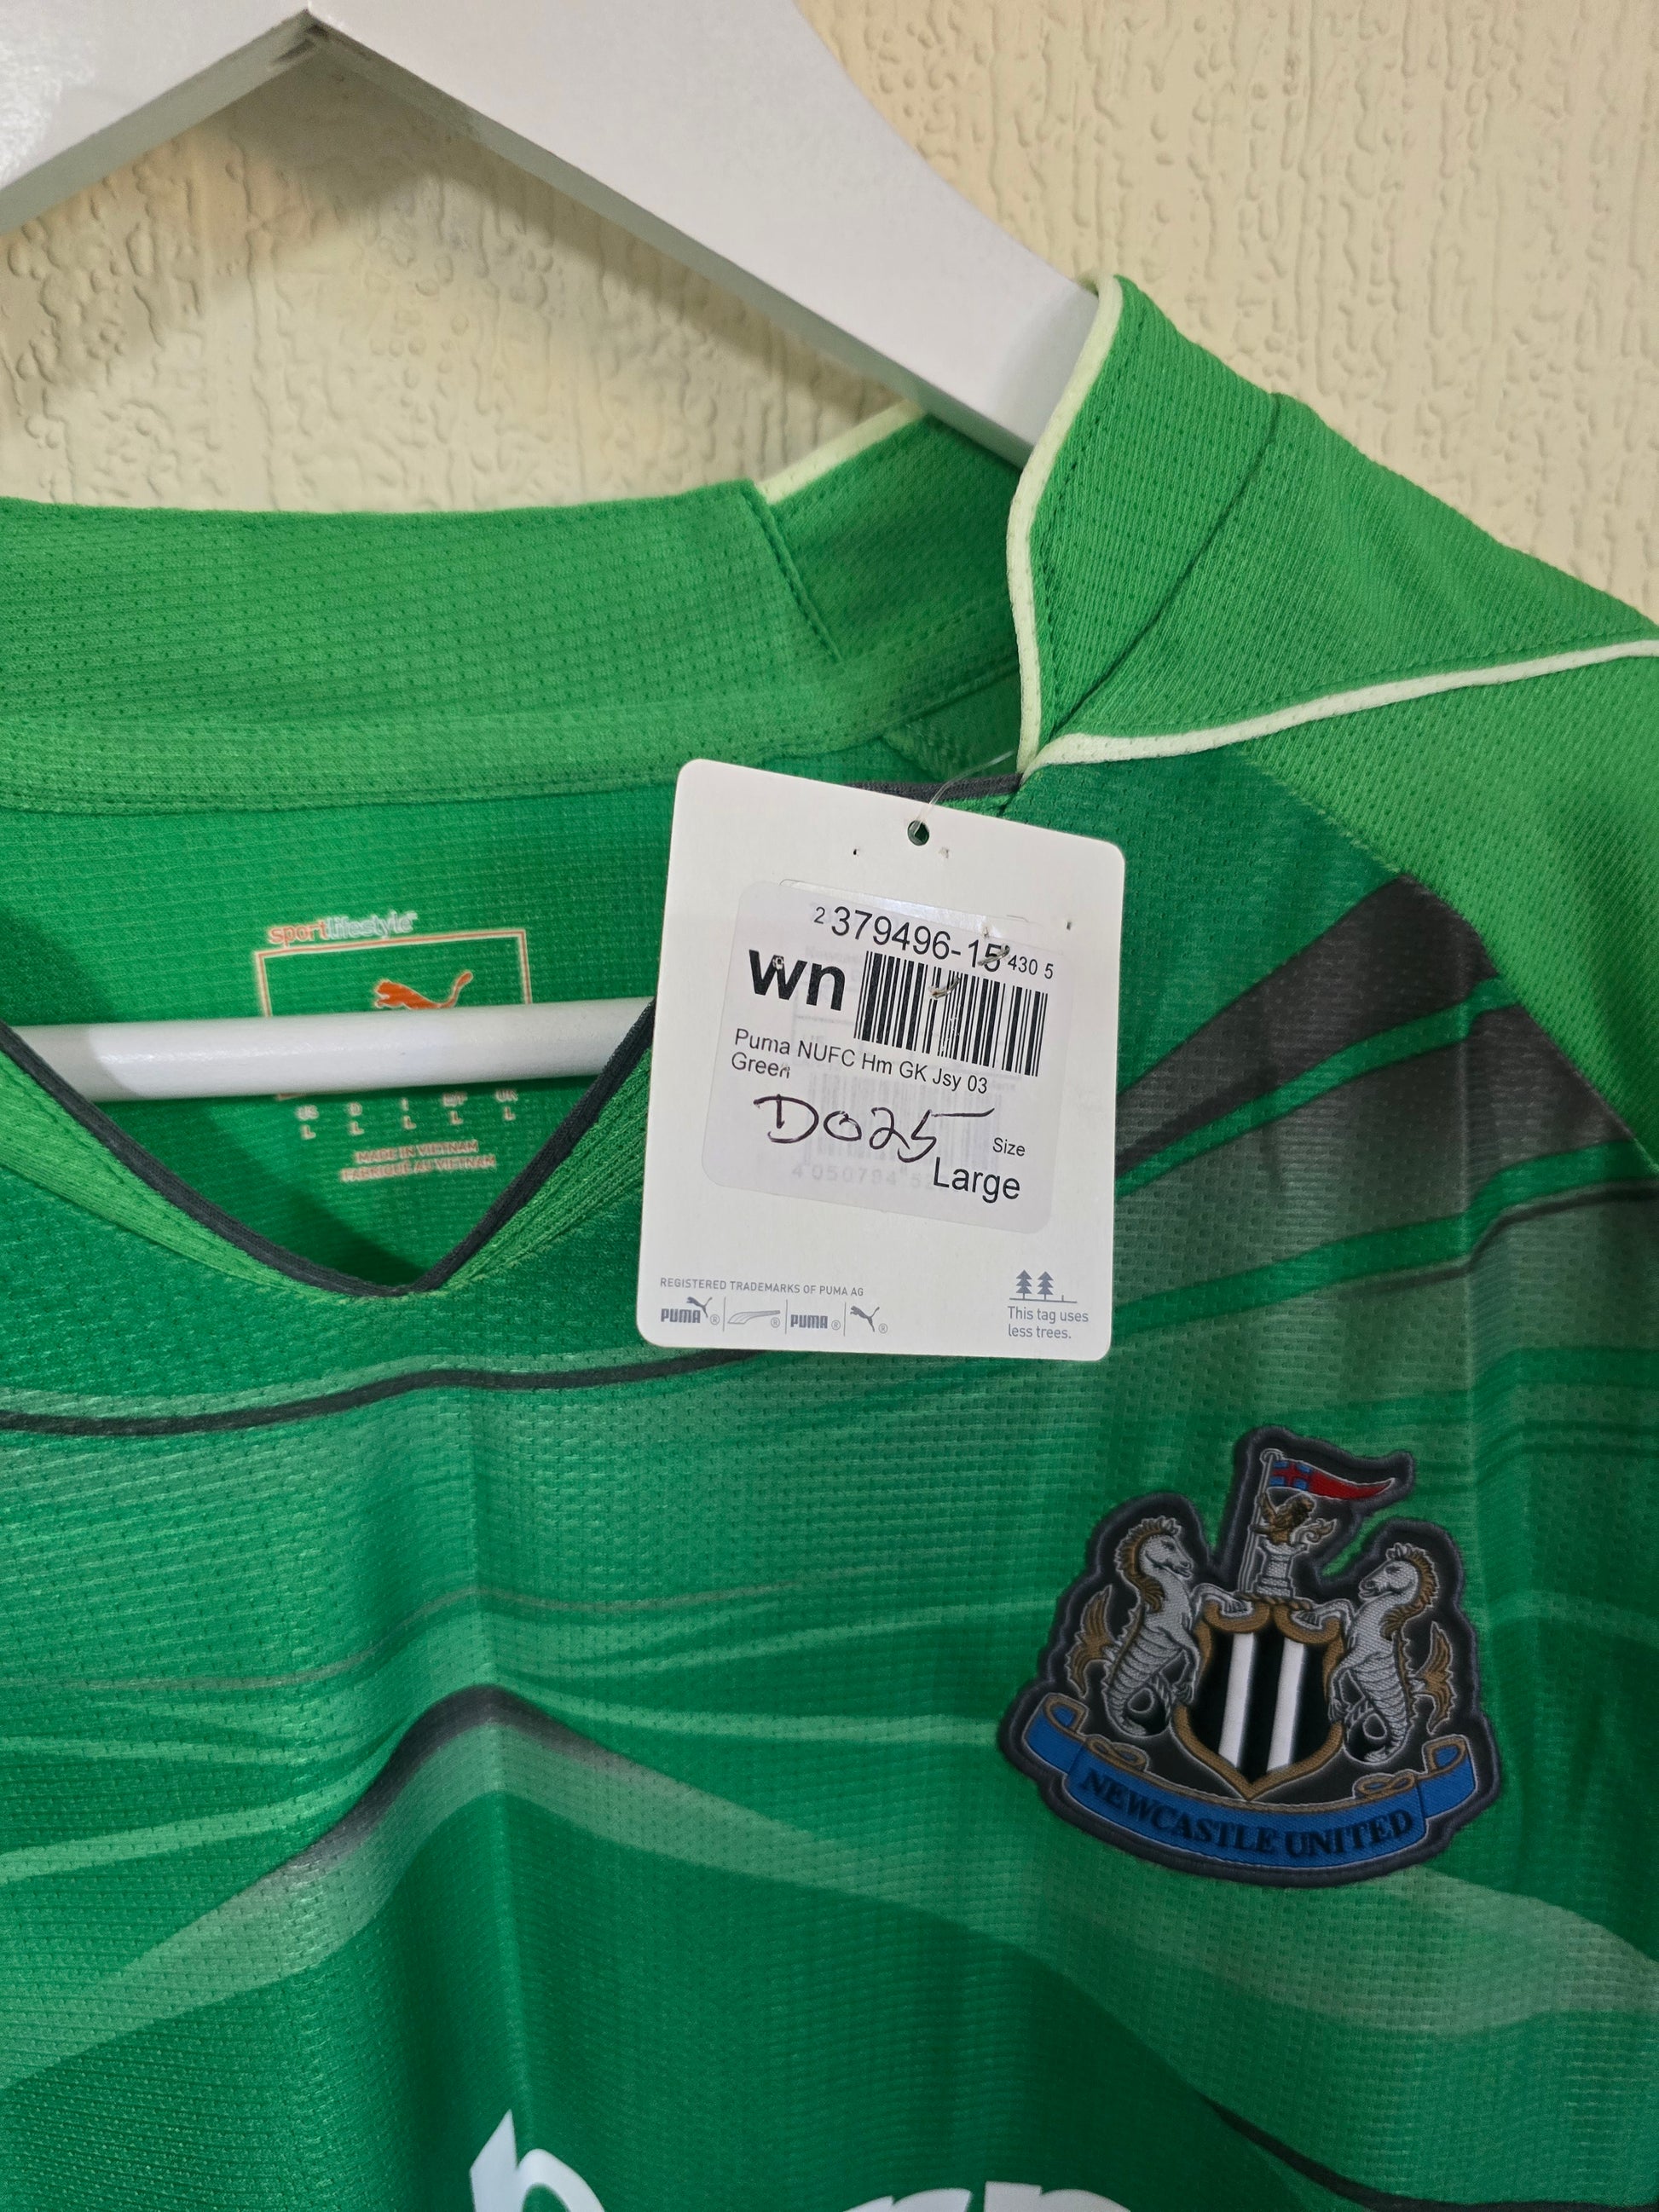 2 379496-15 430 5
wn
Puma NUFC Hm GK Jsy 03
Green
DO25
Size
Large
REGISTERED TRADEMARKS OF PUMA AG
PUMA ® ® PUMA ® ®
This tag uses
less trees.
sportlifestyle
L L L L L
MADE IN VIETNAM
FABRIQUE AU VIETNAM
NEWCASTLE UNITED